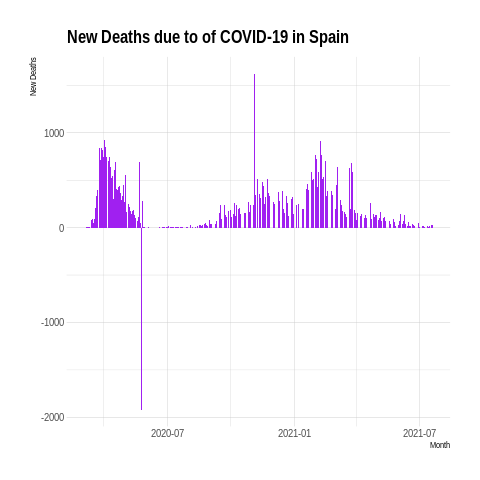 New Deaths due to of COVID-19 in Spain
New Deaths
1000
0
-1000
-2000
2020-07
2021-01
2021-07
Month